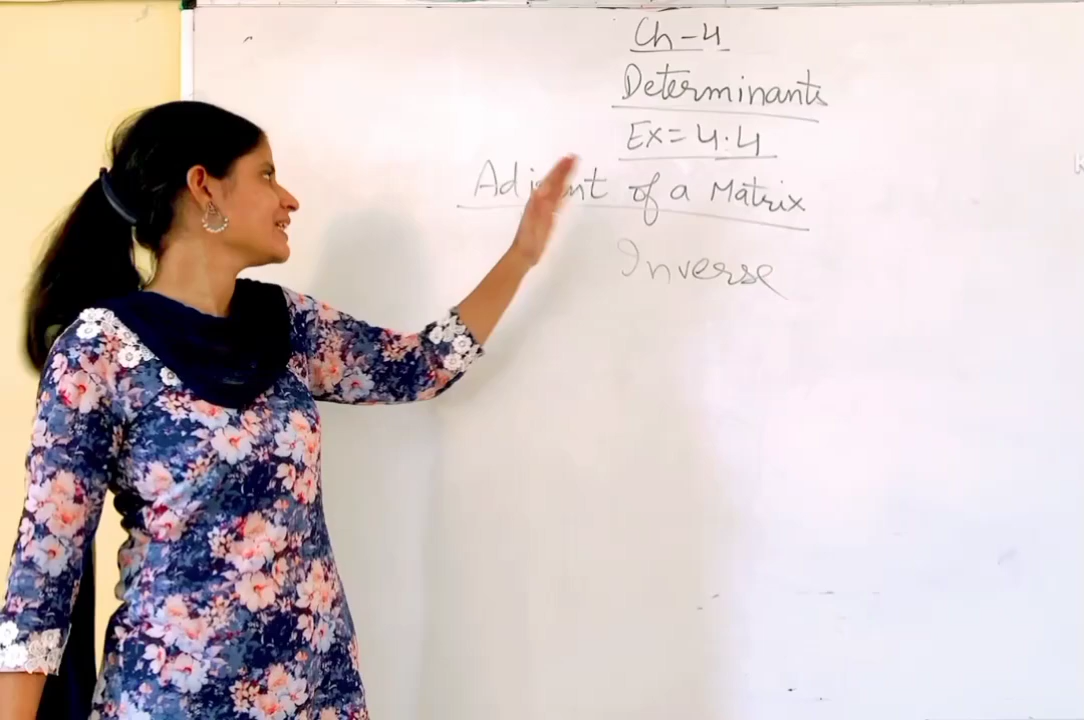 Ch-4
Determinants
Ex=4.4
of a Matrix
Inverse